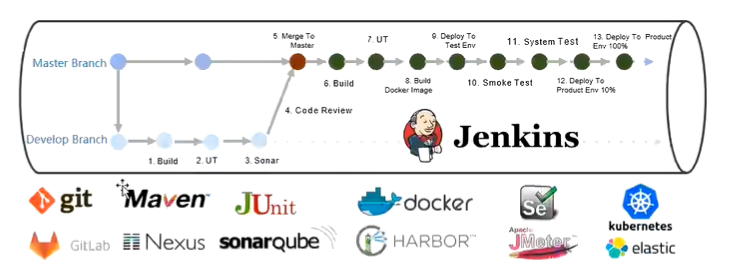 5. Merge To
Master
7. UT
9. Deploy To
Test Env
11. System Test
13. Deploy To
Env 100%
Product
Master Branch
6. Build
8. Build
Docker Image
10. Smoke Test
12. Deploy To
Product Env 10%
4. Code Review
Develop Branch
1. Build
2. UT
3. Sonar
Jenkins
git
Maven™
JUnit
docker
Se
kubernetes
GitLab
Nexus
sonarqube
HARBOR™
Apache
JMeter™
elastic